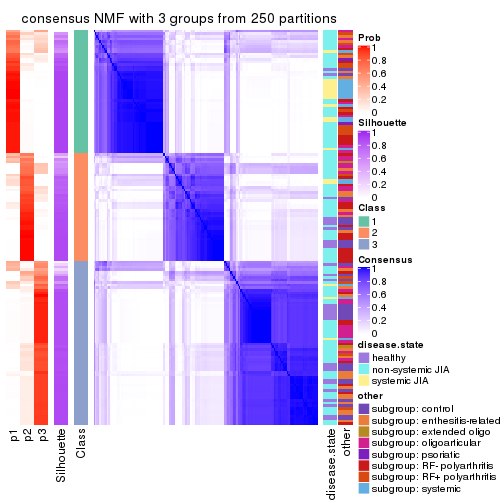 consensus NMF with 3 groups from 250 partitions
Prob
1
0.8
0.6
0.4
0.2
0
Silhouette
1
0.8
0.6
0.4
0.2
0
Class
1
2
3
Consensus
1
0.8
0.6
0.4
0.2
0
disease.state
healthy
non-systemic JIA
systemic JIA
other
subgroup: control
subgroup: enthesitis-related
subgroup: extended oligo
subgroup: oligoarticular
subgroup: psoriatic
subgroup: RF- polyarthritis
subgroup: RF+ polyarthritis
subgroup: systemic
p1
p2
p3
Silhouette
Class
disease.state
other